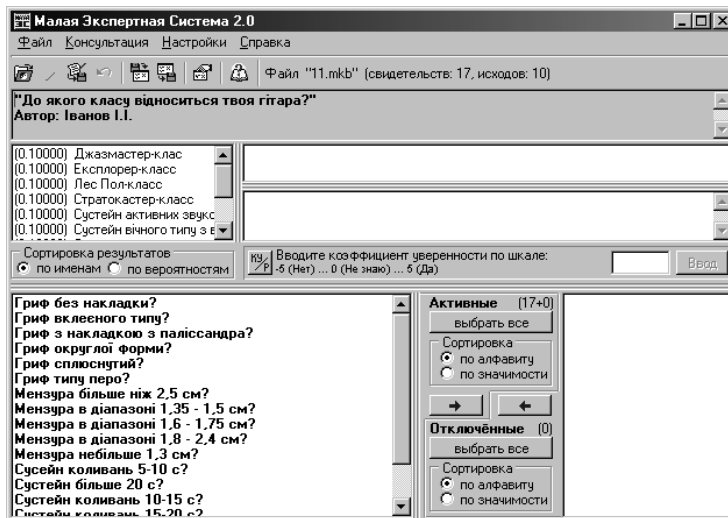 Малая Экспертная Система 2.0
Файл Консультация Настройки Справка
Файл "11.mkb" (свидетельств: 17, исходов: 10)
"До якого класу відноситься твоя гітара?"
Автор: Іванов І.І.
(0.10000) Джазмастер-клас
(0.10000) Експлорер-класс
(0.10000) Лес Пол-класс
(0.10000) Стратокастер-класс
(0.10000) Сустейн активних звукс
(0.10000) Сустейн вічного типу з е
Сортировка результатов
по именам по вероятностям
КУ/Р
Вводите коэффициент уверенности по шкале:
-5 (Нет) ... 0 (Не знаю) ... 5 (Да)
Ввод
Гриф без накладки?
Гриф вклеєного типу?
Гриф з накладкою з паліссандра?
Гриф округлої форми?
Гриф сплюснутий?
Гриф типу перо?
Мензура більше ніж 2,5 см?
Мензура в діапазоні 1,35 - 1,5 см?
Мензура в діапазоні 1,6 - 1,75 см?
Мензура в діапазоні 1,8 - 2,4 см?
Мензура небільше 1,3 см?
Сусейн коливань 5-10 с?
Сустейн більше 20 с?
Сустейн коливань 10-15 с?
Сустейн коливань 15-20 с?
Активные (17+0)
выбрать все
Сортировка
по алфавиту
по значимости
Отключённые (0)
выбрать все
Сортировка
по алфавиту
по значимости